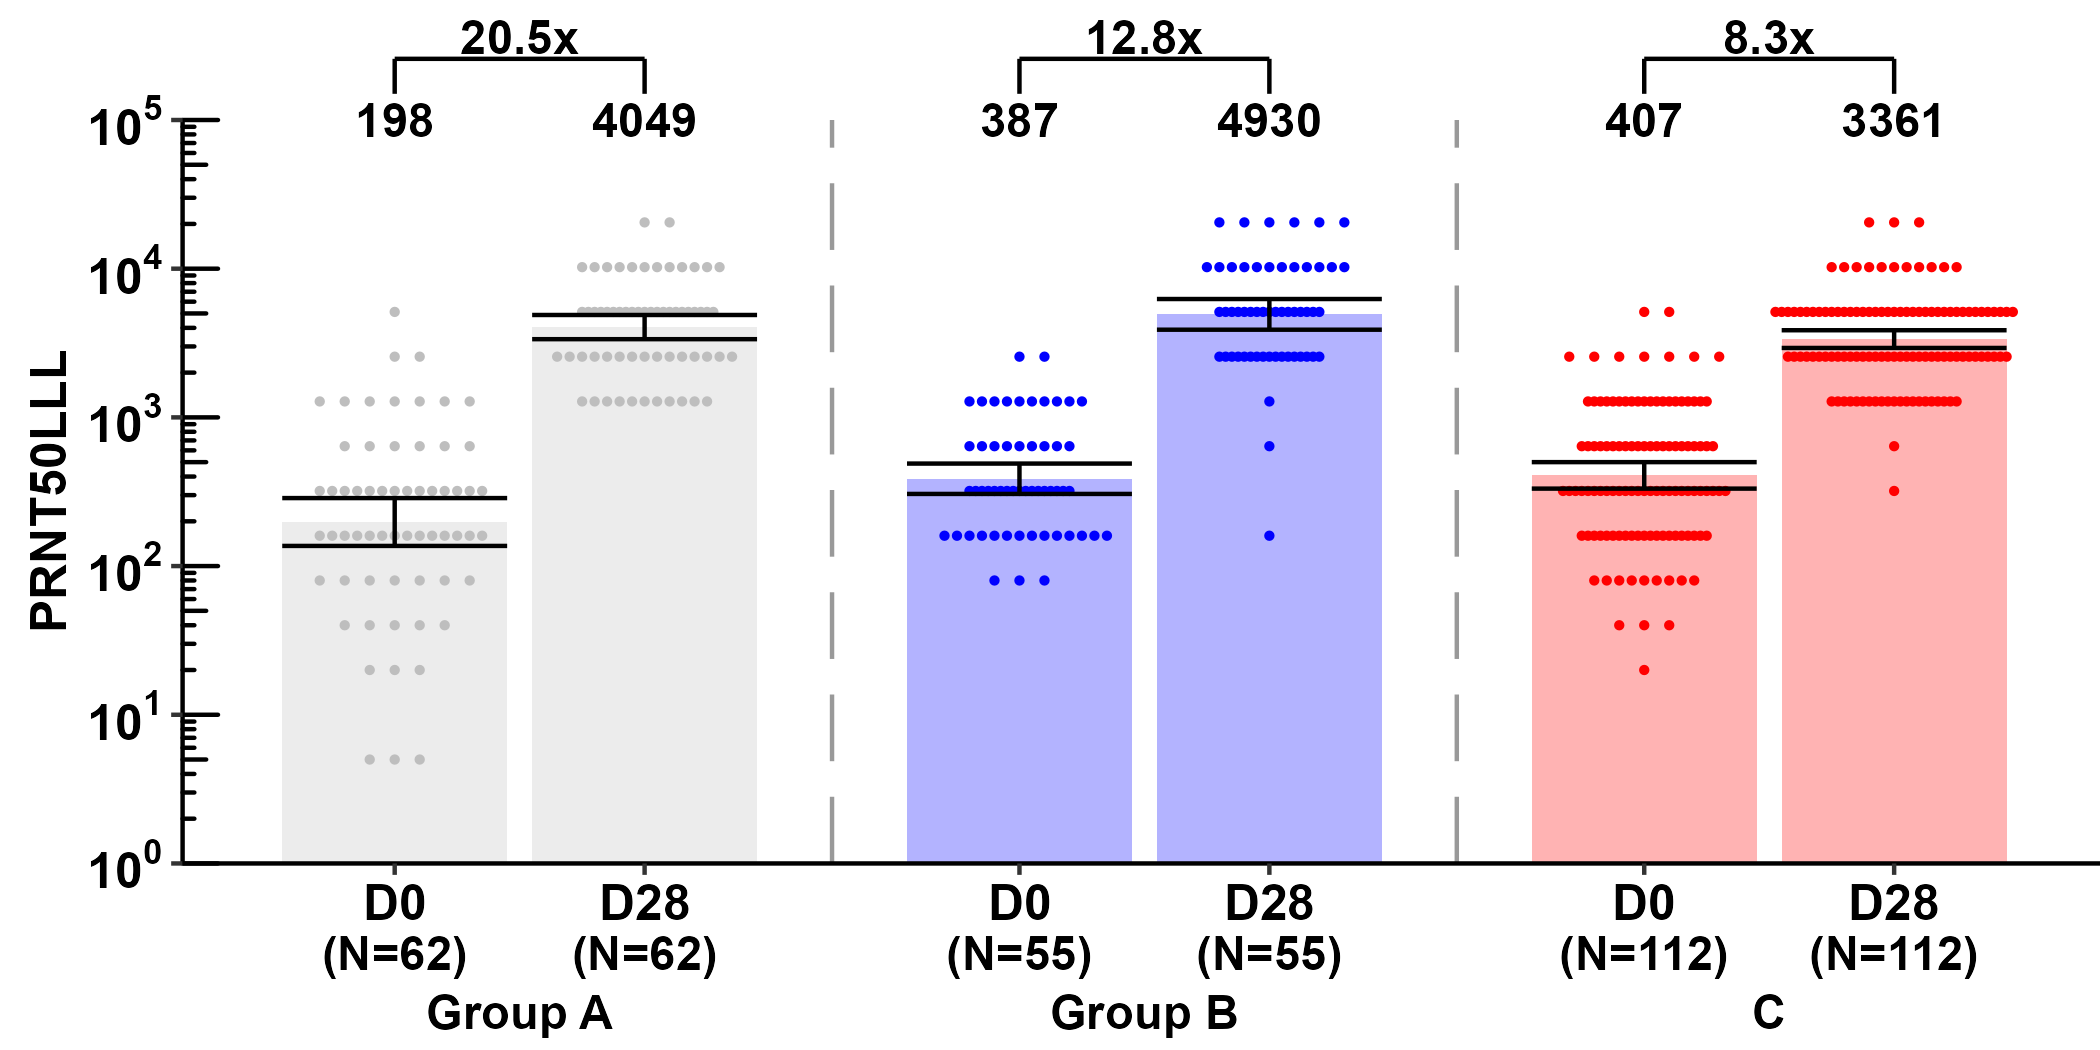 20.5x 12.8x 8.3x
198 4049 387 4930 407 3361
10^5
10^4
10^3
10^2
10^1
10^0
PRNT50LLL
D0 D28 D0 D28 D0 D28
(N=62) (N=62) (N=55) (N=55) (N=112) (N=112)
Group A Group B C